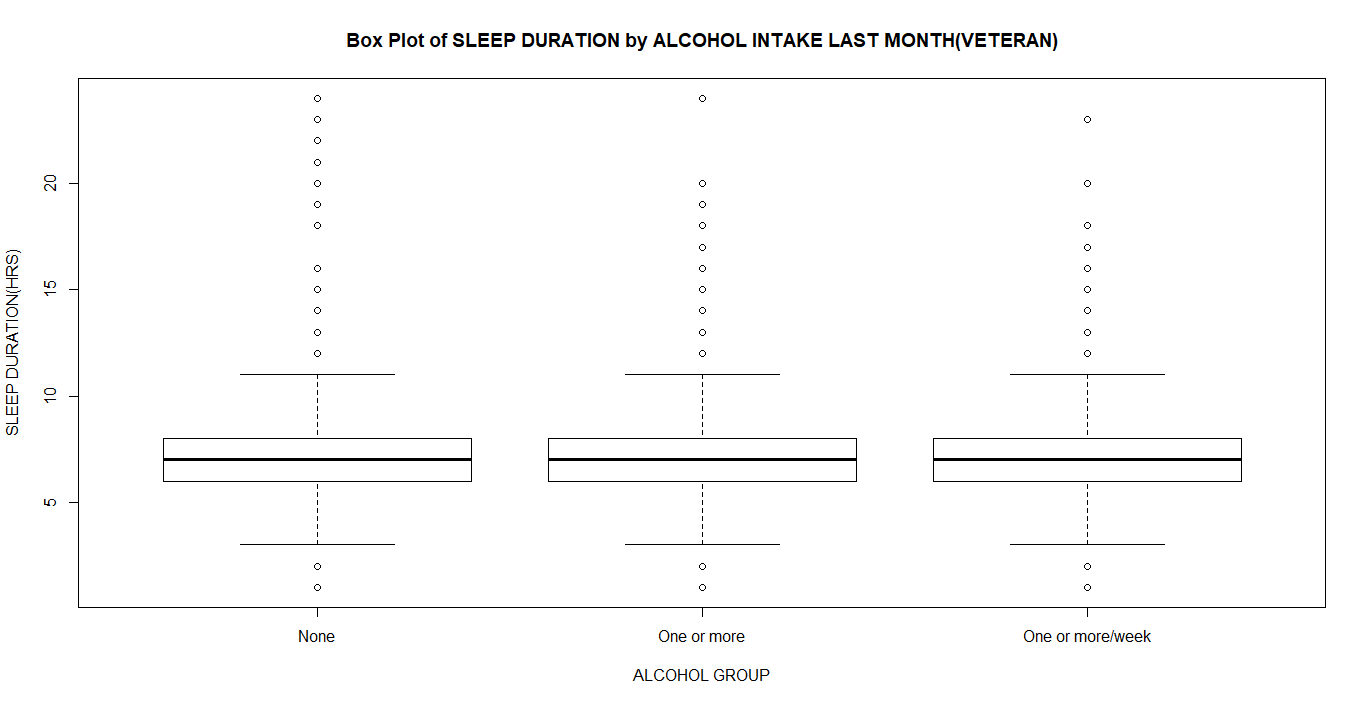 Box Plot of SLEEP DURATION by ALCOHOL INTAKE LAST MONTH(VETERAN)
SLEEP DURATION(HRS)
20
15
10
5
None One or more One or more/week
ALCOHOL GROUP